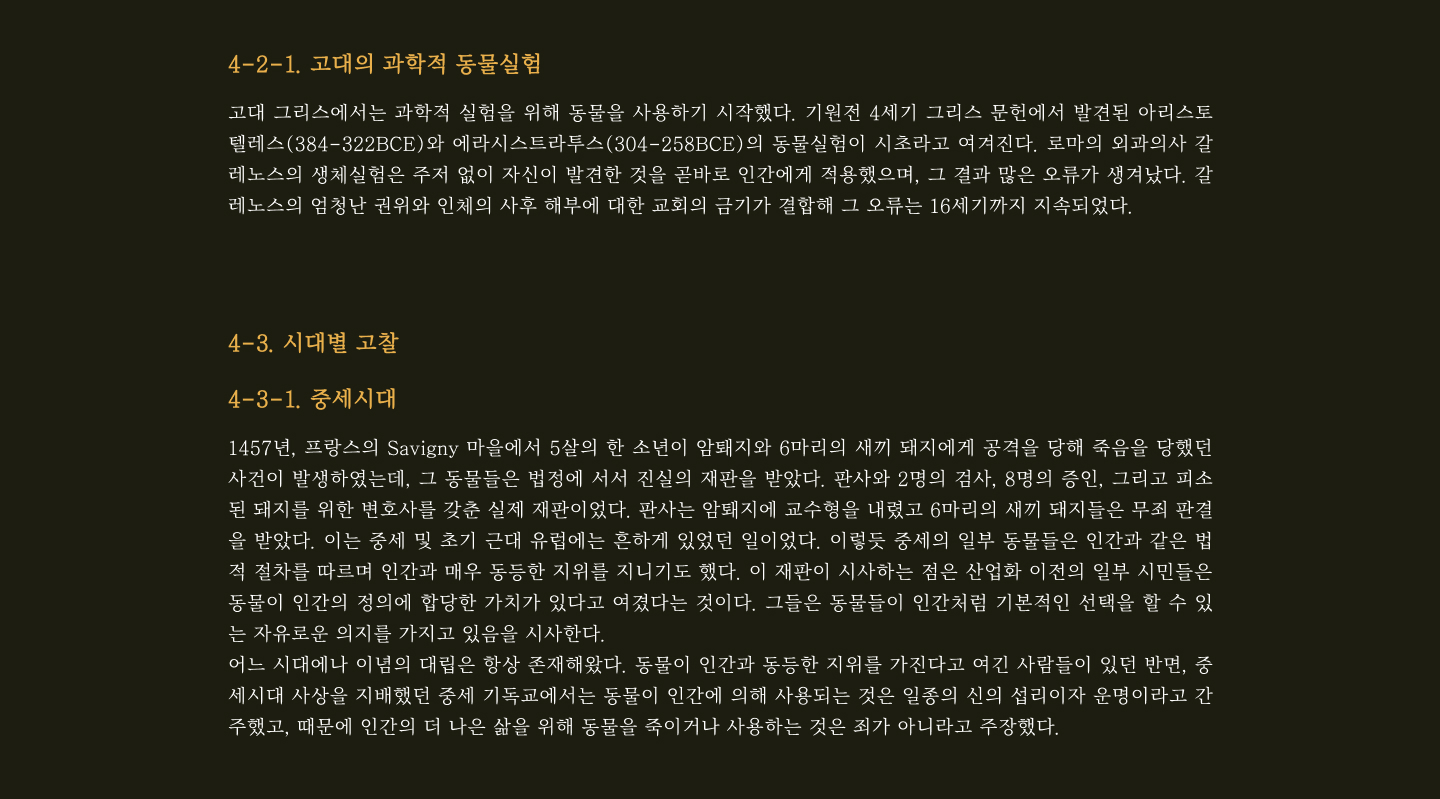 4-2-1. 고대의 과학적 동물실험
고대 그리스에서는 과학적 실험을 위해 동물을 사용하기 시작했다. 기원전 4세기 그리스 문헌에서 발견된 아리스토
텔레스(384-322BCE)와 에라시스트라투스(304-258BCE)의 동물실험이 시초라고 여겨진다. 로마의 외과의사 갈
레노스의 생체실험은 주저 없이 자신이 발견한 것을 곧바로 인간에게 적용했으며, 그 결과 많은 오류가 생겨났다. 갈
레노스의 엄청난 권위와 인체의 사후 해부에 대한 교회의 금기가 결합해 그 오류는 16세기까지 지속되었다.
4-3. 시대별 고찰
4-3-1. 중세시대
1457년, 프랑스의 Savigny 마을에서 5살의 한 소년이 암퇘지와 6마리의 새끼 돼지에게 공격을 당해 죽음을 당했던
사건이 발생하였는데, 그 동물들은 법정에 서서 진실의 재판을 받았다. 판사와 2명의 검사, 8명의 증인, 그리고 피소
된 돼지를 위한 변호사를 갖춘 실제 재판이었다. 판사는 암퇘지에 교수형을 내렸고 6마리의 새끼 돼지들은 무죄 판결
을 받았다. 이는 중세 및 초기 근대 유럽에는 흔하게 있었던 일이었다. 이렇듯 중세의 일부 동물들은 인간과 같은 법
적 절차를 따르며 인간과 매우 동등한 지위를 지니기도 했다. 이 재판이 시사하는 점은 산업화 이전의 일부 시민들은
동물이 인간의 정의에 합당한 가치가 있다고 여겼다는 것이다. 그들은 동물들이 인간처럼 기본적인 선택을 할 수 있
는 자유로운 의지를 가지고 있음을 시사한다.
어느 시대에나 이념의 대립은 항상 존재해왔다. 동물이 인간과 동등한 지위를 가진다고 여긴 사람들이 있던 반면, 중
세시대 사상을 지배했던 중세 기독교에서는 동물이 인간에 의해 사용되는 것은 일종의 신의 섭리이자 운명이라고 간
주했고, 때문에 인간의 더 나은 삶을 위해 동물을 죽이거나 사용하는 것은 죄가 아니라고 주장했다.